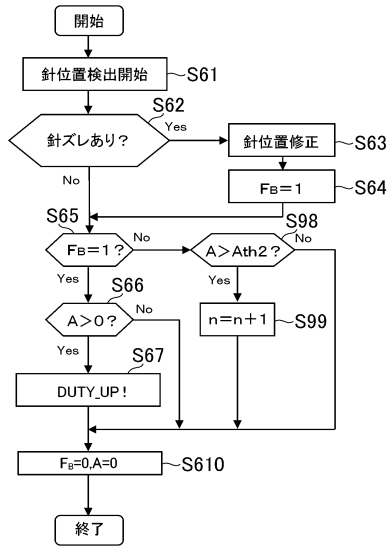 開始
針位置検出開始
S61
針ズレあり?
S62
Yes
No
針位置修正
S63
FB=1
S64
S65
FB=1?
No
Yes
S98
A>Ath2?
No
Yes
S66
A>0?
No
Yes
n=n+1
S99
S67
DUTY_UP!
FB=0,A=0
S610
終了